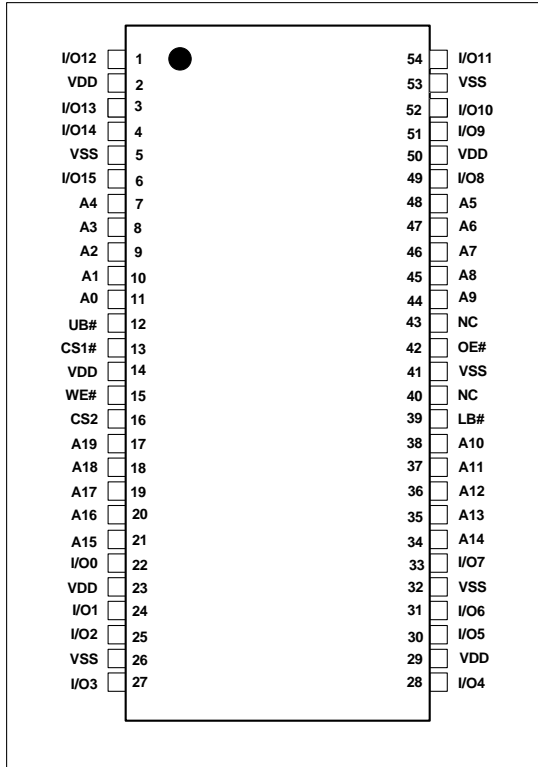 I/O12 1 54 I/O11
VDD 2 53 VSS
I/O13 3 52 I/O10
I/O14 4 51 I/O9
VSS 5 50 VDD
I/O15 6 49 I/O8
A4 7 48 A5
A3 8 47 A6
A2 9 46 A7
A1 10 45 A8
A0 11 44 A9
UB# 12 43 NC
CS1# 13 42 OE#
VDD 14 41 VSS
WE# 15 40 NC
CS2 16 39 LB#
A19 17 38 A10
A18 18 37 A11
A17 19 36 A12
A16 20 35 A13
A15 21 34 A14
I/O0 22 33 I/O7
VDD 23 32 VSS
I/O1 24 31 I/O6
I/O2 25 30 I/O5
VSS 26 29 VDD
I/O3 27 28 I/O4